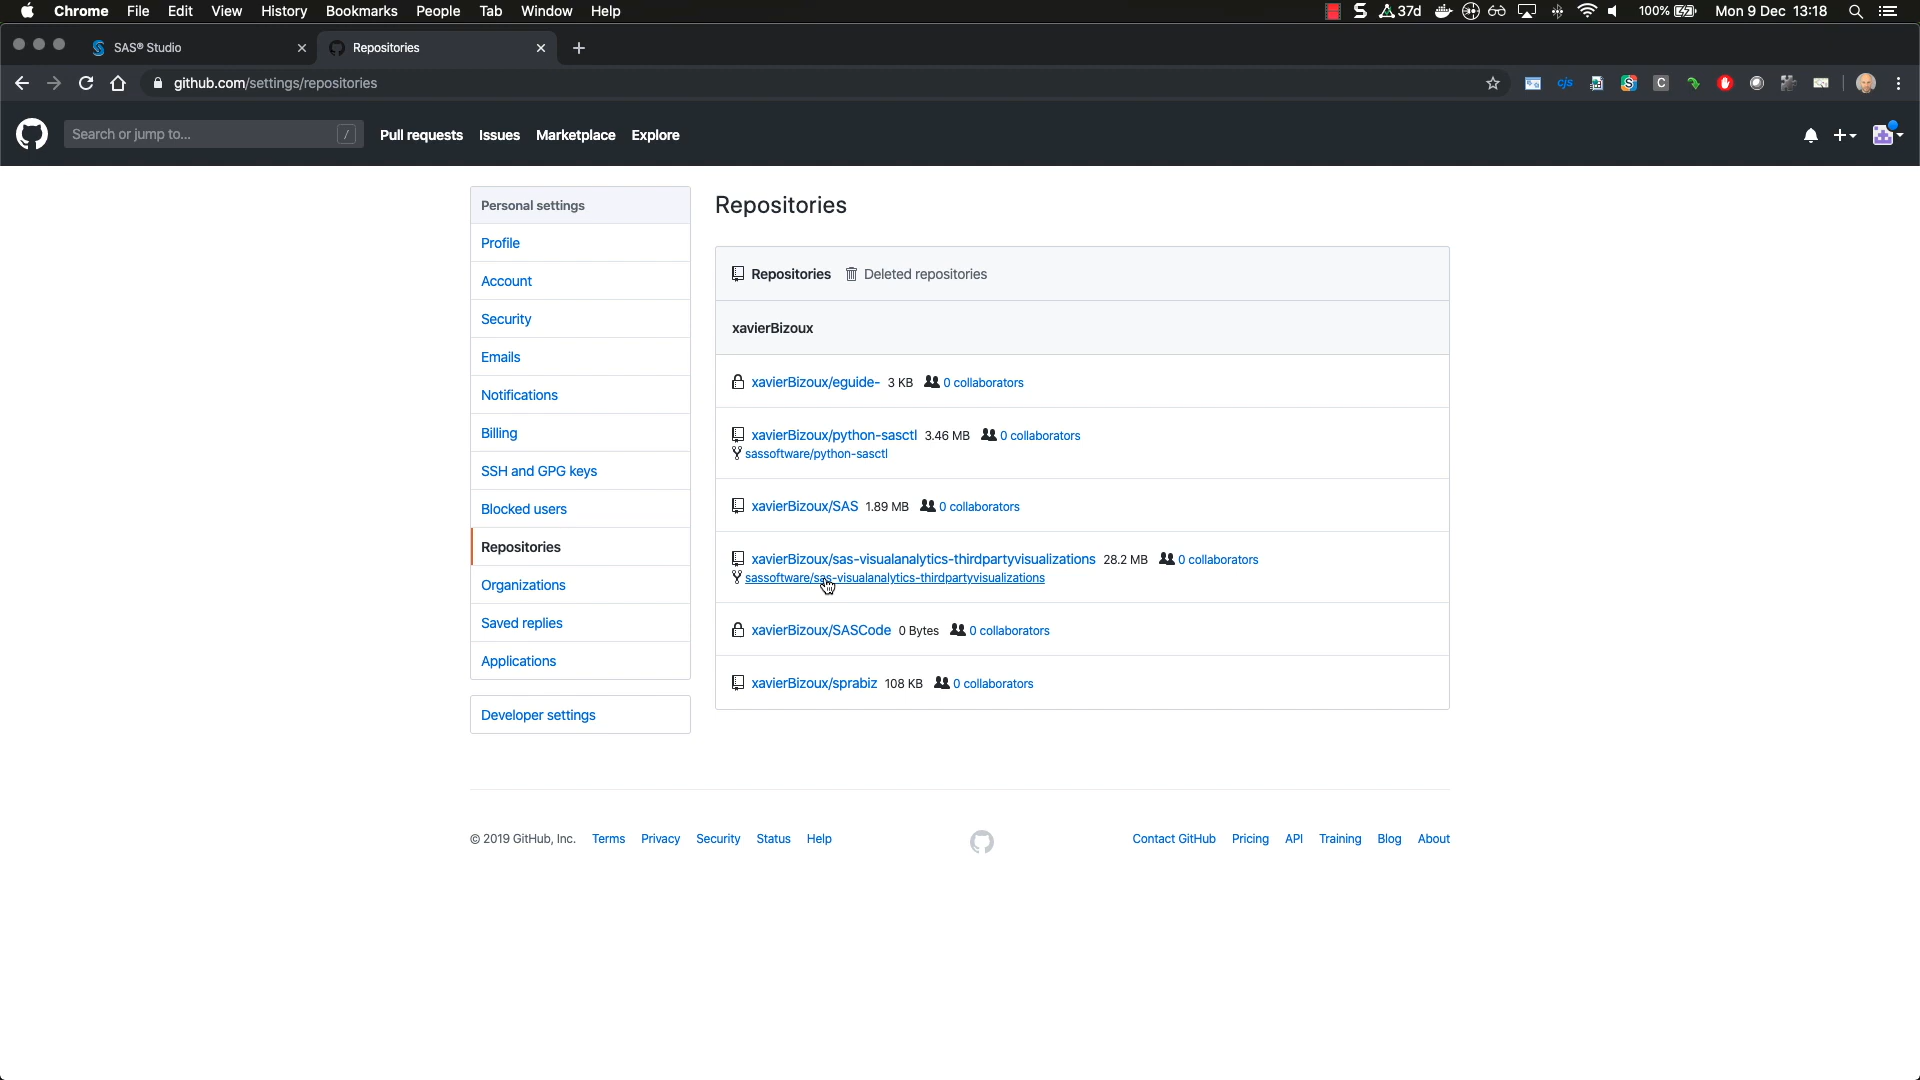 Chrome File Edit View History Bookmarks People Tab Window Help 37d 100% Mon 9 Dec 13:18
SAS® Studio Repositories
github.com/settings/repositories
Search or jump to... / Pull requests Issues Marketplace Explore
Personal settings
Profile
Account
Security
Emails
Notifications
Billing
SSH and GPG keys
Blocked users
Repositories
Organizations
Saved replies
Applications
Developer settings
Repositories
Repositories Deleted repositories
xavierBizoux
xavierBizoux/eguide- 3 KB 0 collaborators
xavierBizoux/python-sasctl 3.46 MB 0 collaborators
sassoftware/python-sasctl
xavierBizoux/SAS 1.89 MB 0 collaborators
xavierBizoux/sas-visualanalytics-thirdpartyvisualizations 28.2 MB 0 collaborators
sassoftware/sas-visualanalytics-thirdpartyvisualizations
xavierBizoux/SASCode 0 Bytes 0 collaborators
xavierBizoux/sprabiz 108 KB 0 collaborators
© 2019 GitHub, Inc. Terms Privacy Security Status Help Contact GitHub Pricing API Training Blog About